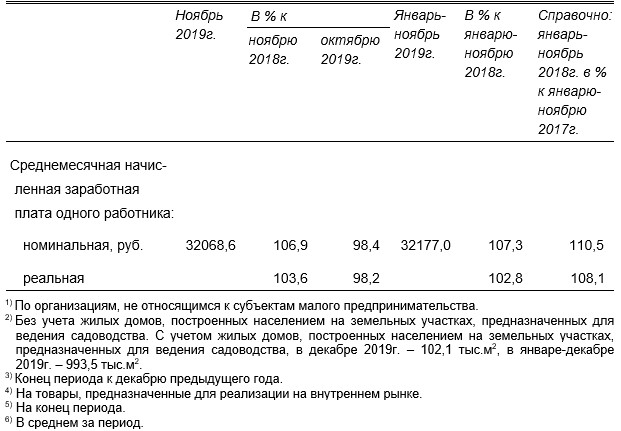 Ноябрь 2019г. В % к Январь-ноябрь 2019г. В % к январю-ноябрю 2018г. Справочно: январь-ноябрь 2018г. в % к январю-ноябрю 2017г.
ноябрю 2018г. октябрю 2019г.
Среднемесячная начис-
ленная заработная
плата одного работника:
номинальная, руб. 32068,6 106,9 98,4 32177,0 107,3 110,5
реальная 103,6 98,2 102,8 108,1
1) По организациям, не относящимся к субъектам малого предпринимательства.
2) Без учета жилых домов, построенных населением на земельных участках, предназначенных для
ведения садоводства. С учетом жилых домов, построенных населением на земельных участках,
предназначенных для ведения садоводства, в декабре 2019г. – 102,1 тыс.м2, в январе-декабре
2019г. – 993,5 тыс.м2.
3) Конец периода к декабрю предыдущего года.
4) На товары, предназначенные для реализации на внутреннем рынке.
5) На конец периода.
6) В среднем за период.